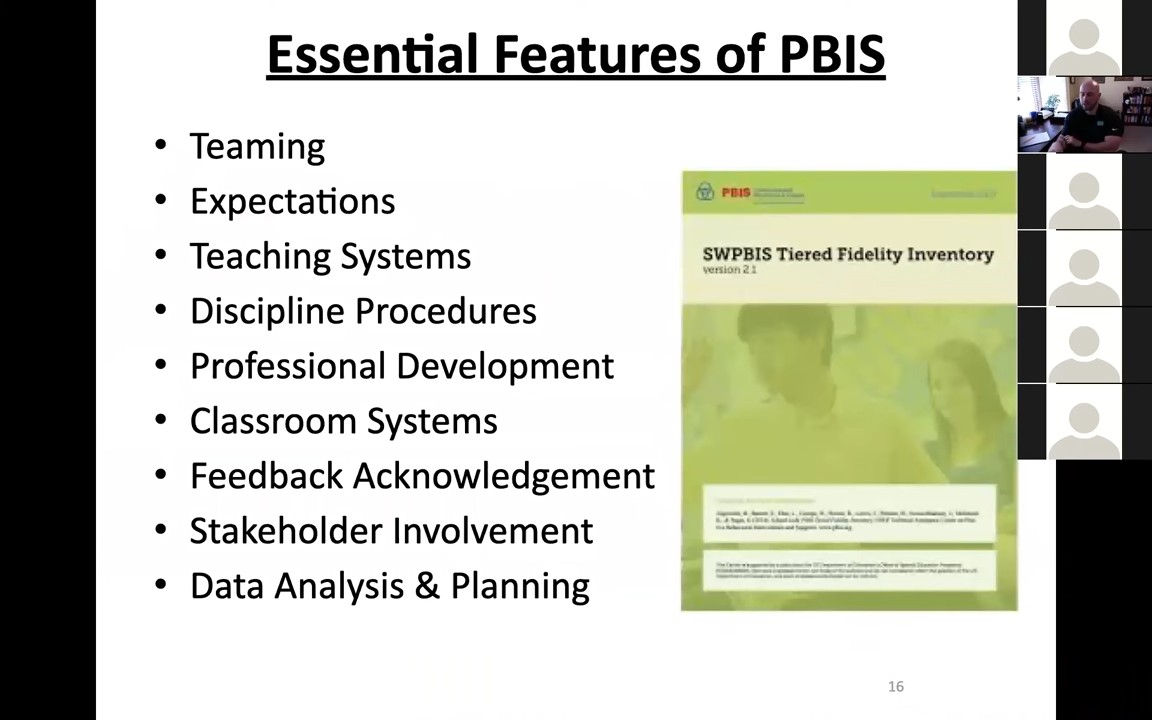 Essential Features of PBIS
• Teaming
• Expectations
• Teaching Systems
• Discipline Procedures
• Professional Development
• Classroom Systems
• Feedback Acknowledgement
• Stakeholder Involvement
• Data Analysis & Planning
PBIS
SWPBIS Tiered Fidelity Inventory
version 2.1
16